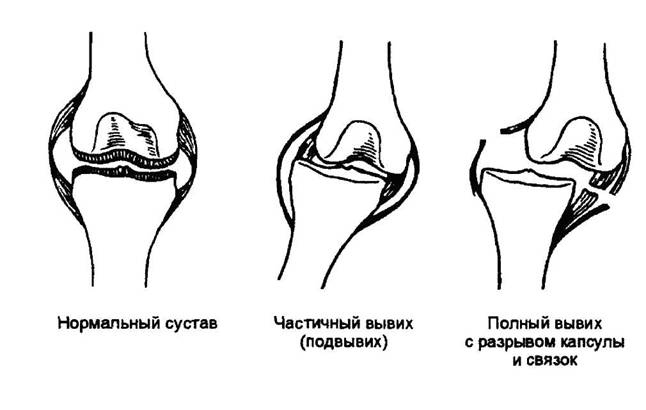 Нормальный сустав
Частичный вывих
(подвывих)
Полный вывих
с разрывом капсулы
и связок